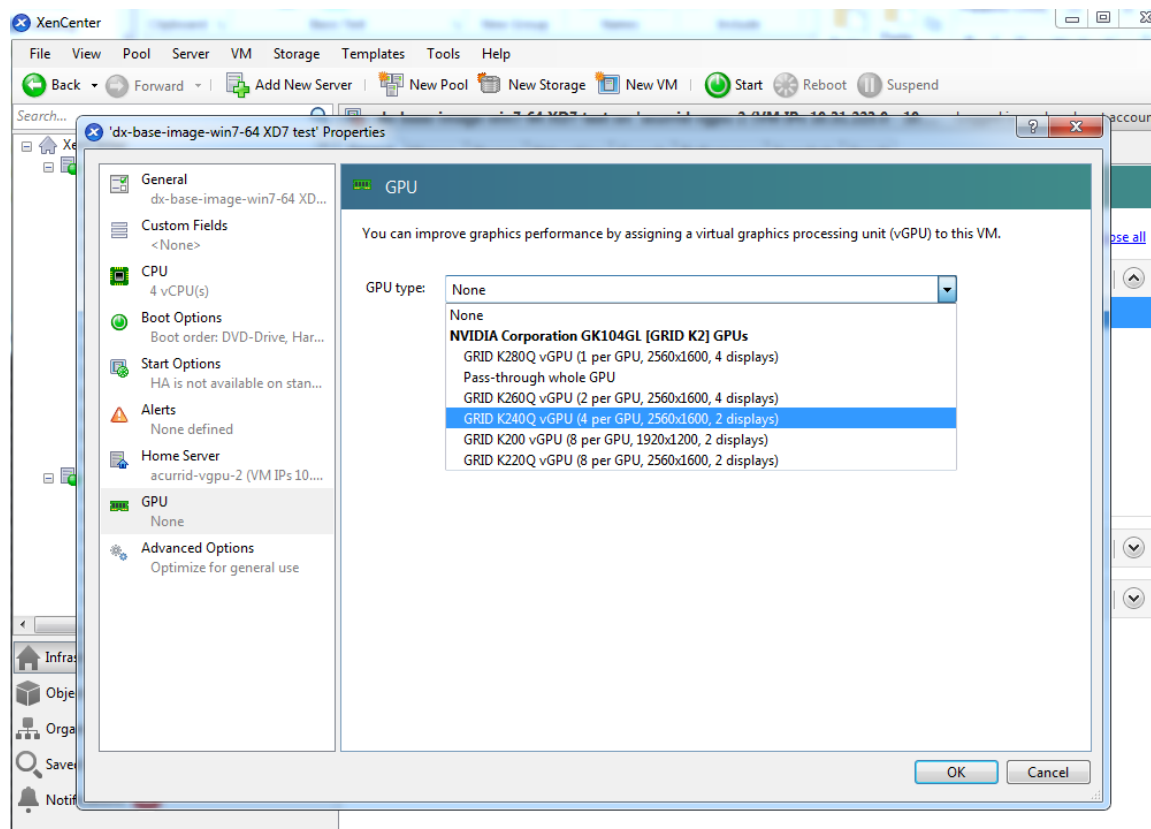 XenCenter
File View Pool Server VM Storage Templates Tools Help
Back Forward Add New Server New Pool New Storage New VM Start Reboot Suspend
Search...
'dx-base-image-win7-64 XD7 test' Properties
General
dx-base-image-win7-64 XD...
Custom Fields
<None>
CPU
4 vCPU(s)
Boot Options
Boot order: DVD-Drive, Har...
Start Options
HA is not available on stan...
Alerts
None defined
Home Server
acurrid-vgpu-2 (VM IPs 10....
GPU
None
Advanced Options
Optimize for general use
GPU
You can improve graphics performance by assigning a virtual graphics processing unit (vGPU) to this VM.
GPU type: None
None
NVIDIA Corporation GK104GL [GRID K2] GPUs
GRID K280Q vGPU (1 per GPU, 2560x1600, 4 displays)
Pass-through whole GPU
GRID K260Q vGPU (2 per GPU, 2560x1600, 4 displays)
GRID K240Q vGPU (4 per GPU, 2560x1600, 2 displays)
GRID K200 vGPU (8 per GPU, 1920x1200, 2 displays)
GRID K220Q vGPU (8 per GPU, 2560x1600, 2 displays)
OK Cancel
Infras
Obje
Orga
Save
Notif